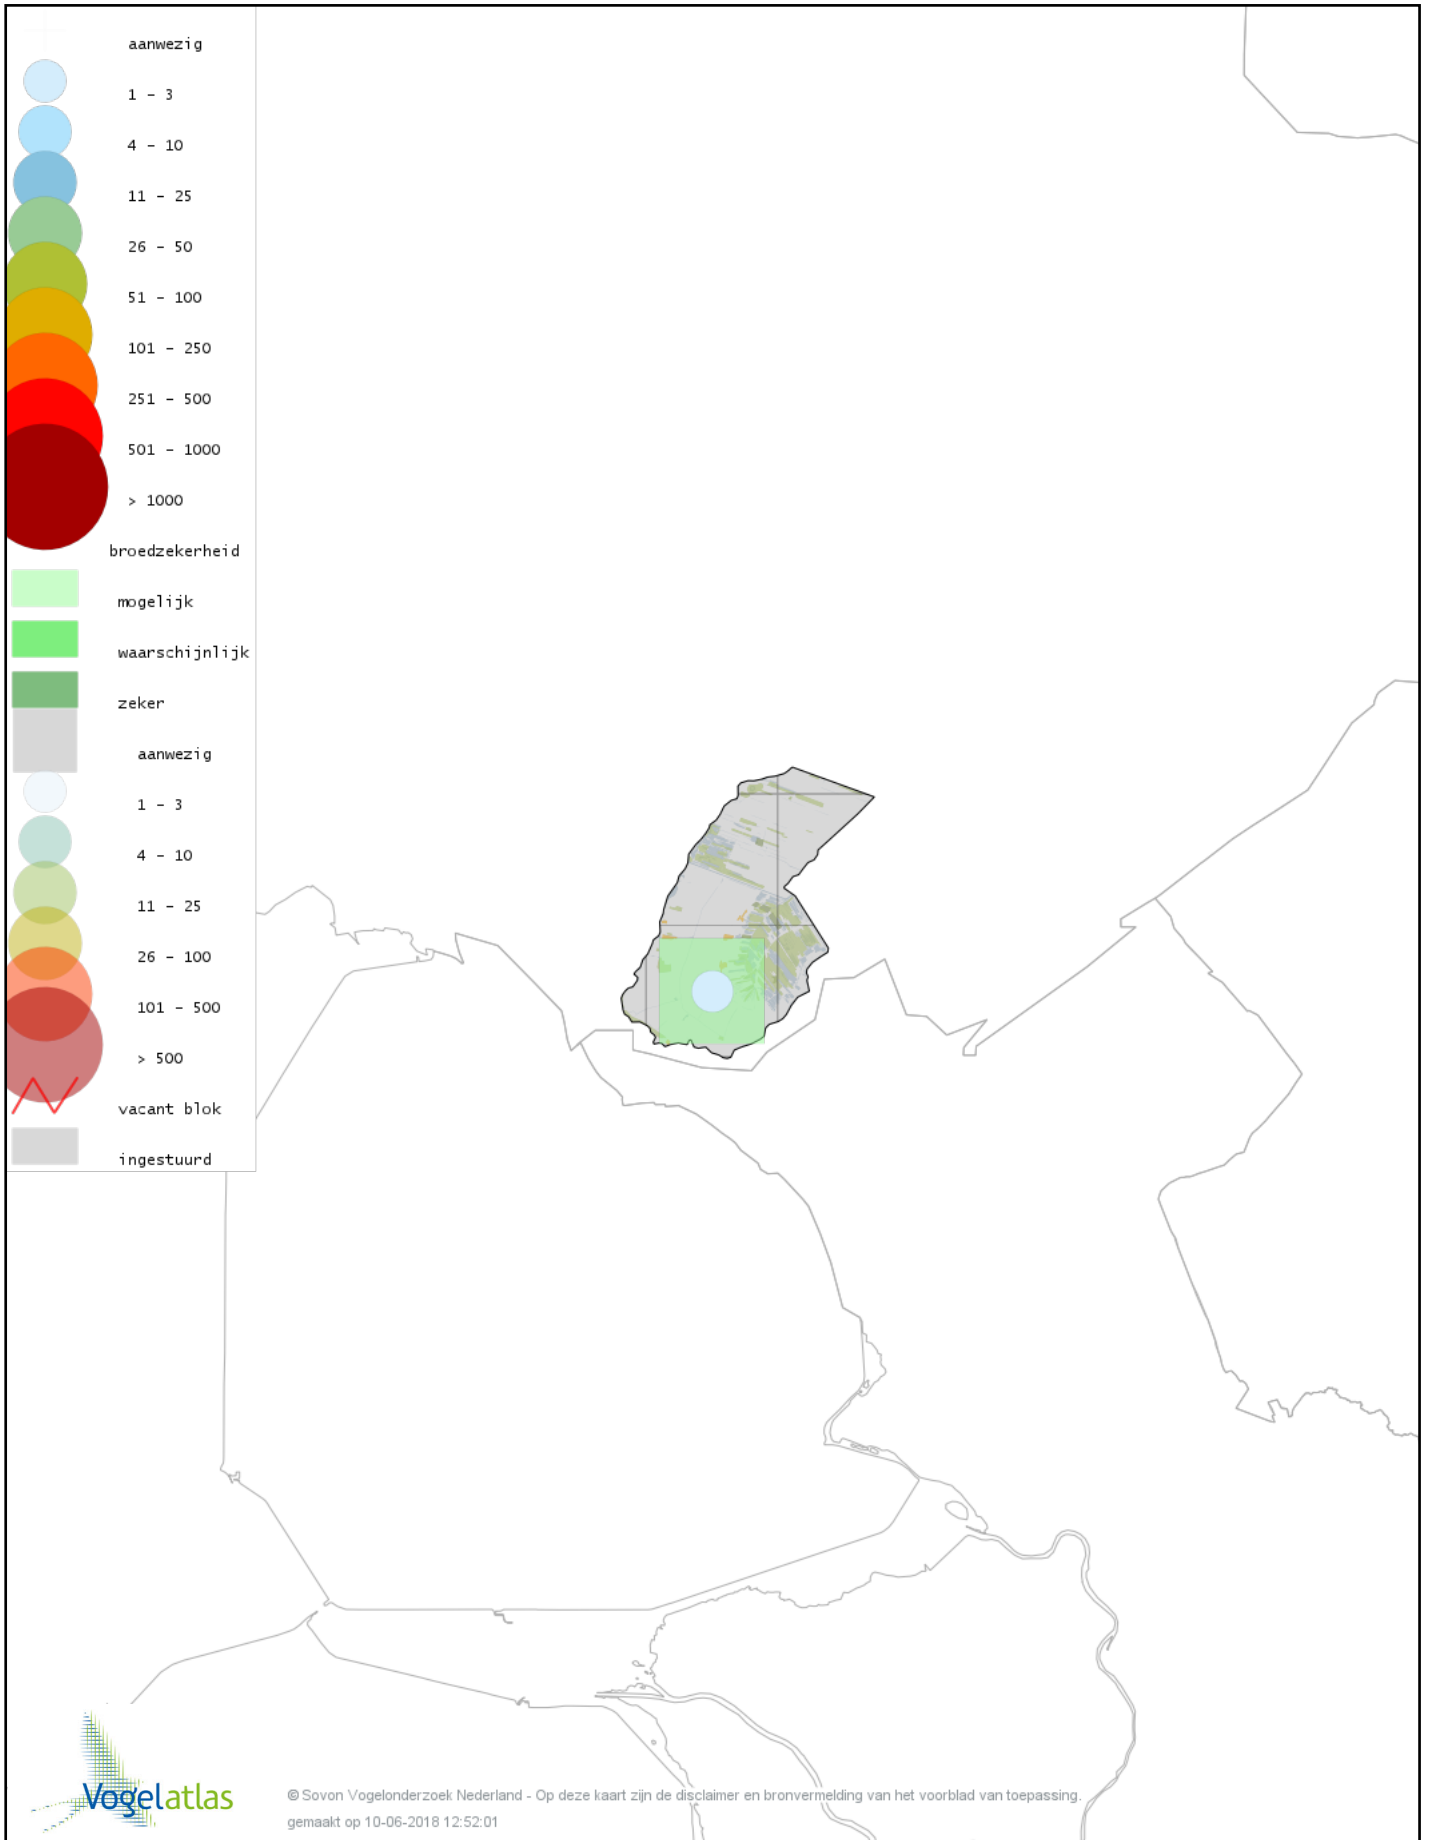 aanwezig
1 - 3
4 - 10
11 - 25
26 - 50
51 - 100
101 - 250
251 - 500
501 - 1000
> 1000
broedzekerheid
mogelijk
waarschijnlijk
zeker
aanwezig
1 - 3
4 - 10
11 - 25
26 - 100
101 - 500
> 500
vacant blok
ingestuurd
Vogelatlas
© Sovon Vogelonderzoek Nederland - Op deze kaart zijn de disclaimer en bronvermelding van het voorblad van toepassing.
gemaakt op 10-06-2018 12:52:01